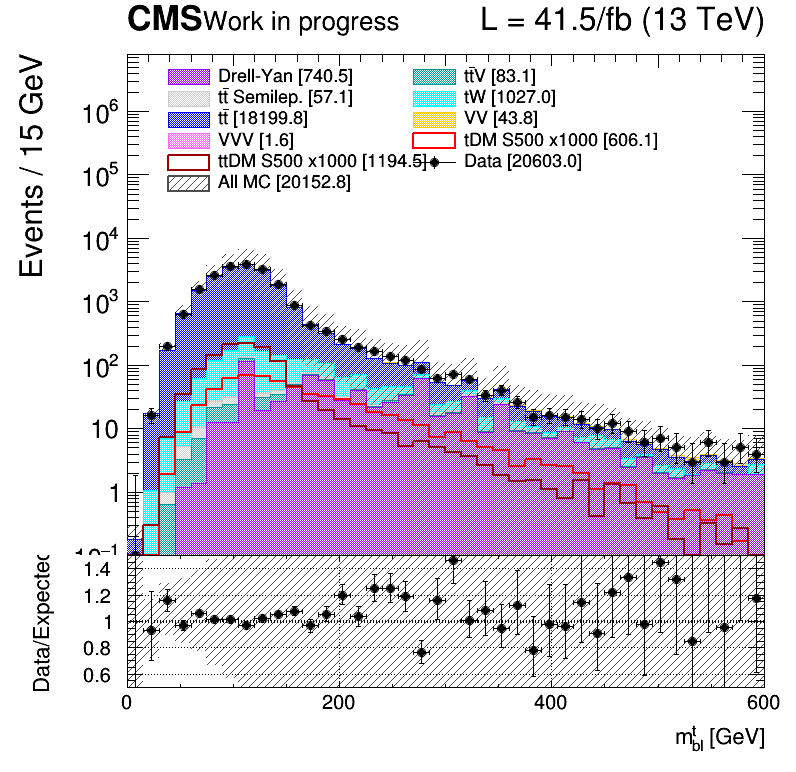 CMS Work in progress L = 41.5/fb (13 TeV)
Events / 15 GeV
Drell-Yan [740.5] tt̄V [83.1]
tt̄ Semilep. [57.1] tW [1027.0]
tt̄ [18199.8] VV [43.8]
VVV [1.6] tDM S500 x1000 [606.1]
ttDM S500 x1000 [1194.5] Data [20603.0]
All MC [20152.8]
10⁶
10⁵
10⁴
10³
10²
10
1
10⁻¹
Data/Expected
1.4
1.2
1
0.8
0.6
0 200 400 600
mᵗbl [GeV]